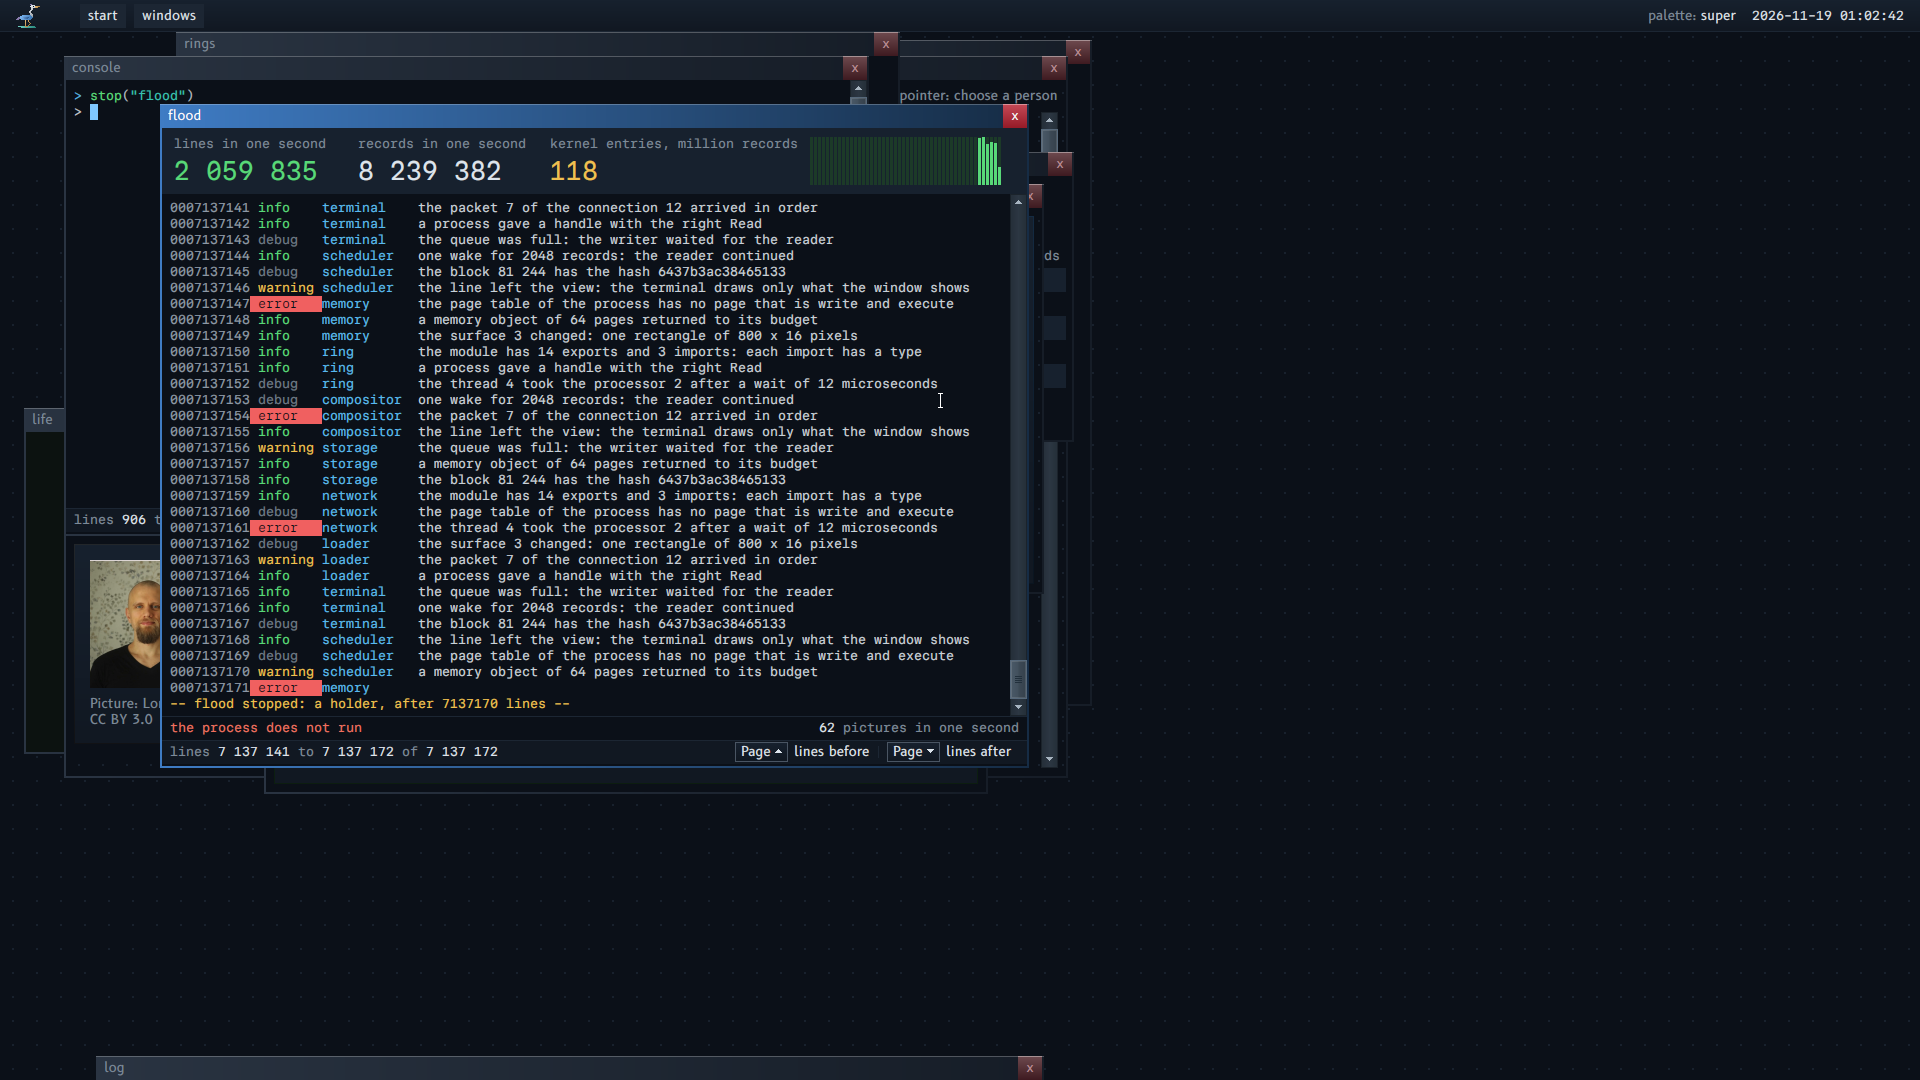 start windows palette: super 2026-11-19 01:02:42
rings x
x
console x
x
> stop("flood")
pointer: choose a person
>
flood x
lines in one second records in one second kernel entries, million records
2 059 835 8 239 382 118
x
x
ds
0007137141 info terminal the packet 7 of the connection 12 arrived in order
0007137142 info terminal a process gave a handle with the right Read
0007137143 debug terminal the queue was full: the writer waited for the reader
0007137144 info scheduler one wake for 2048 records: the reader continued
0007137145 debug scheduler the block 81 244 has the hash 6437b3ac38465133
0007137146 warning scheduler the line left the view: the terminal draws only what the window shows
0007137147 error memory the page table of the process has no page that is write and execute
0007137148 info memory a memory object of 64 pages returned to its budget
0007137149 info memory the surface 3 changed: one rectangle of 800 x 16 pixels
0007137150 info ring the module has 14 exports and 3 imports: each import has a type
0007137151 info ring a process gave a handle with the right Read
0007137152 debug ring the thread 4 took the processor 2 after a wait of 12 microseconds
0007137153 debug compositor one wake for 2048 records: the reader continued
0007137154 error compositor the packet 7 of the connection 12 arrived in order
0007137155 info compositor the line left the view: the terminal draws only what the window shows
0007137156 warning storage the queue was full: the writer waited for the reader
0007137157 info storage a memory object of 64 pages returned to its budget
0007137158 info storage the block 81 244 has the hash 6437b3ac38465133
0007137159 info network the module has 14 exports and 3 imports: each import has a type
0007137160 debug network the page table of the process has no page that is write and execute
0007137161 error network the thread 4 took the processor 2 after a wait of 12 microseconds
0007137162 debug loader the surface 3 changed: one rectangle of 800 x 16 pixels
0007137163 warning loader the packet 7 of the connection 12 arrived in order
0007137164 info loader a process gave a handle with the right Read
0007137165 info terminal the queue was full: the writer waited for the reader
0007137166 info terminal one wake for 2048 records: the reader continued
0007137167 debug terminal the block 81 244 has the hash 6437b3ac38465133
0007137168 info scheduler the line left the view: the terminal draws only what the window shows
0007137169 debug scheduler the page table of the process has no page that is write and execute
0007137170 warning scheduler a memory object of 64 pages returned to its budget
0007137171 error memory
-- flood stopped: a holder, after 7137170 lines --
the process does not run 62 pictures in one second
lines 7 137 141 to 7 137 172 of 7 137 172 Page lines before Page lines after
life
lines 906 t
Picture: Lo
CC BY 3.0
log x